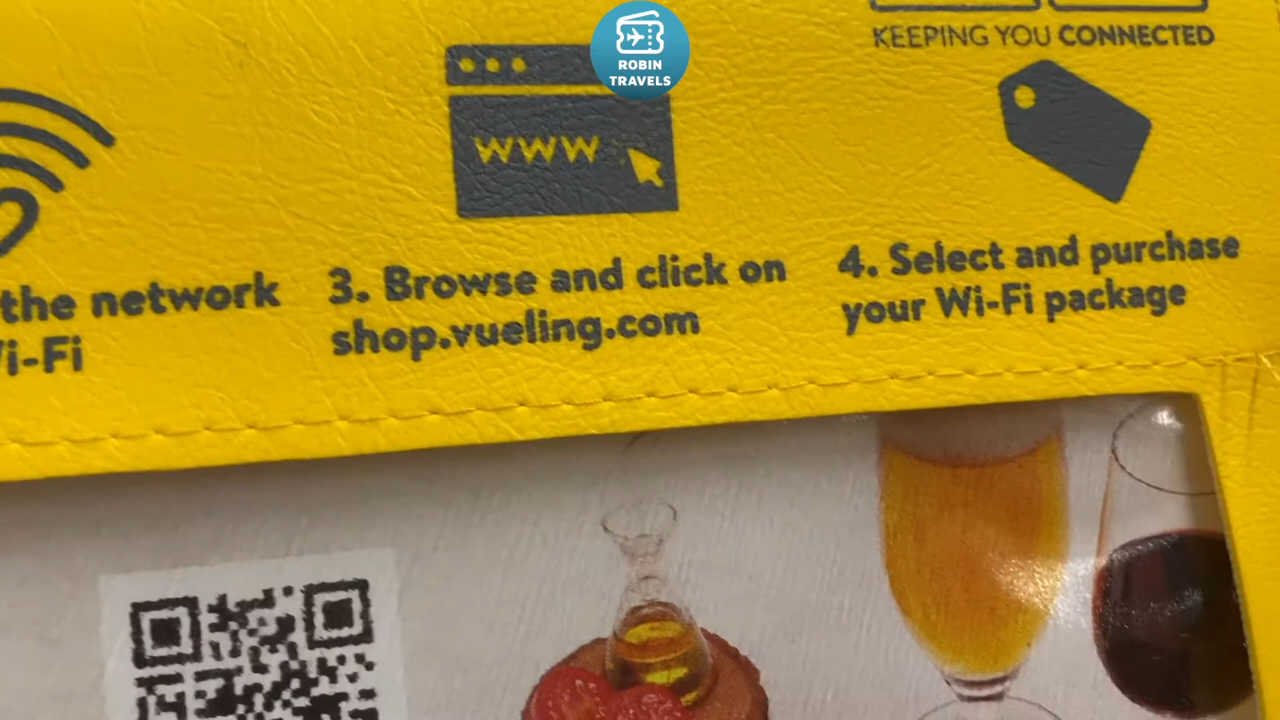 ROBIN
TRAVELS
KEEPING YOU CONNECTED
www
the network
i-Fi
3. Browse and click on
shop.vueling.com
4. Select and purchase
your Wi-Fi package